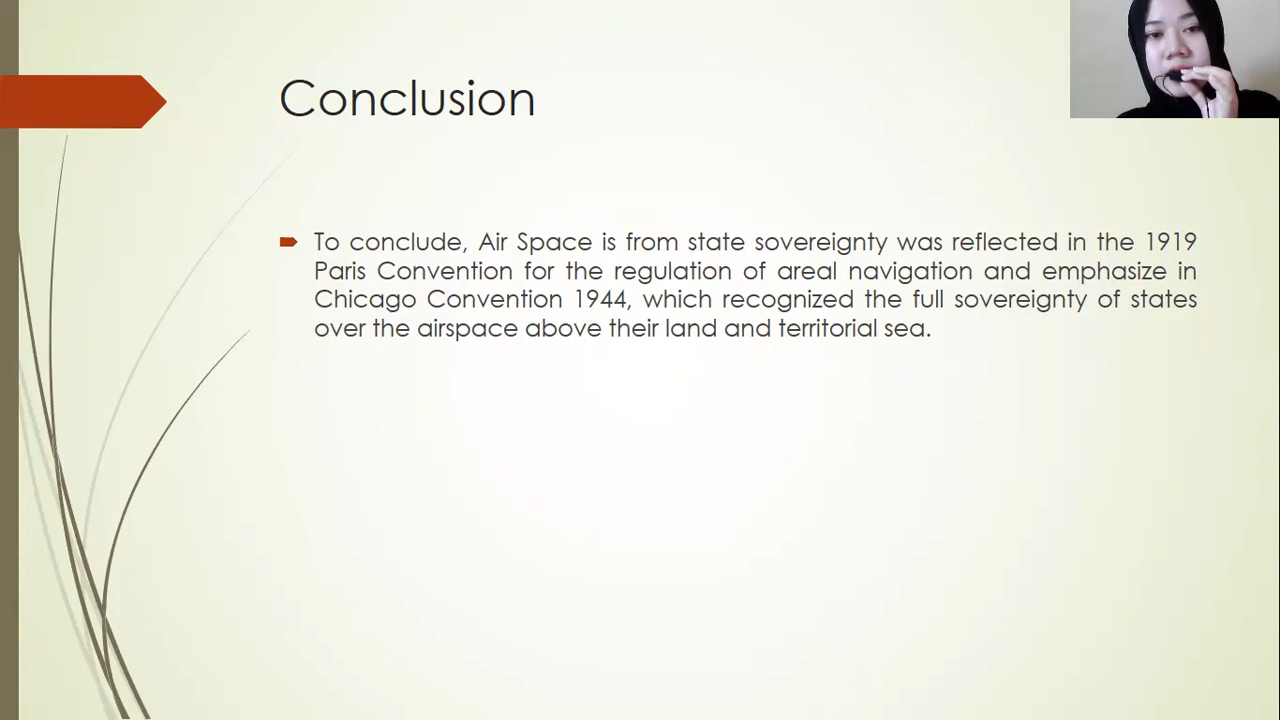 Conclusion
To conclude, Air Space is from state sovereignty was reflected in the 1919
Paris Convention for the regulation of areal navigation and emphasize in
Chicago Convention 1944, which recognized the full sovereignty of states
over the airspace above their land and territorial sea.